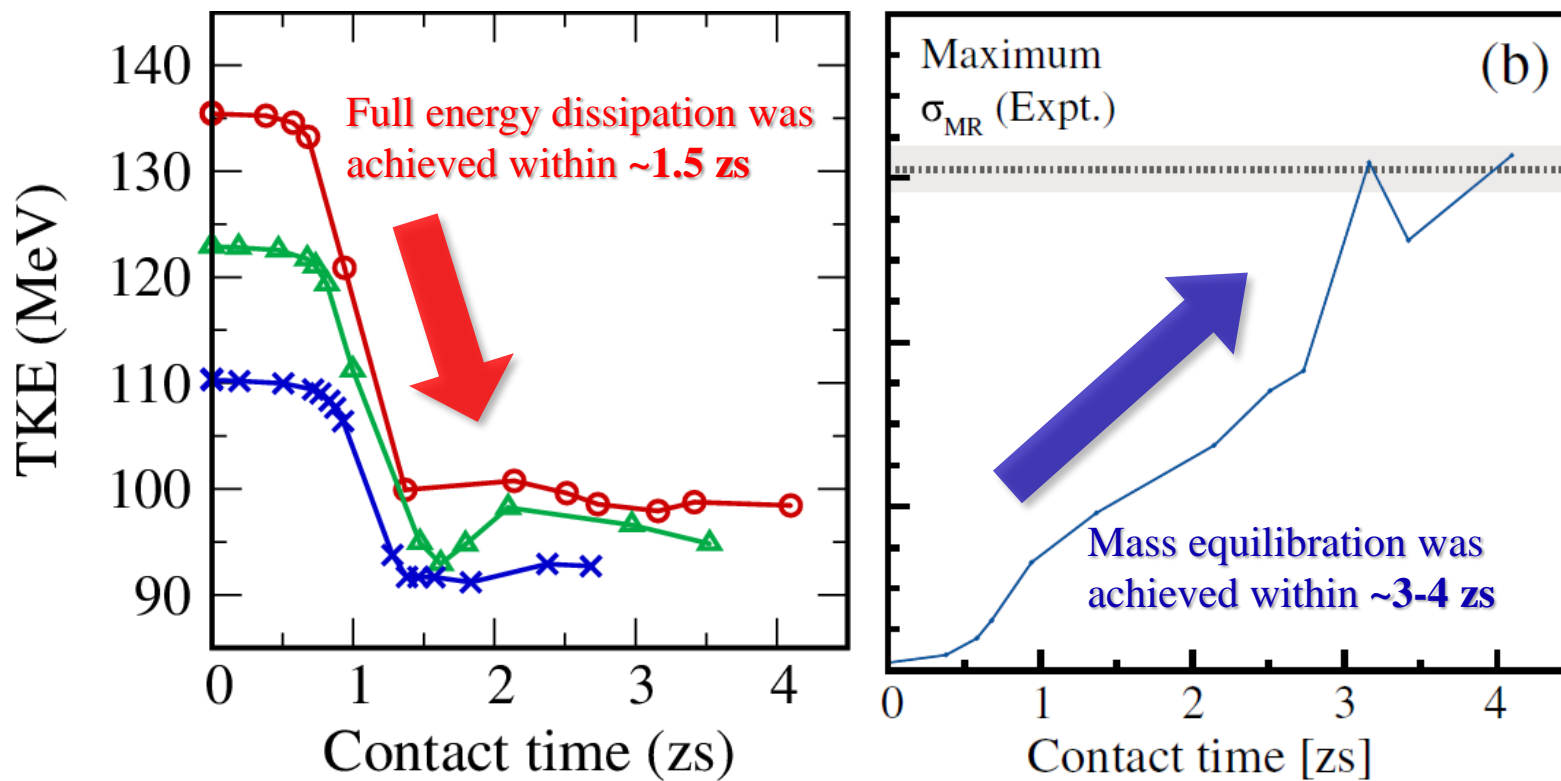 TKE (MeV)
140
130
120
110
100
90
0 1 2 3 4
Contact time (zs)
Full energy dissipation was
achieved within ~1.5 zs
Maximum
σMR (Expt.)
(b)
Mass equilibration was
achieved within ~3-4 zs
0 1 2 3 4
Contact time [zs]